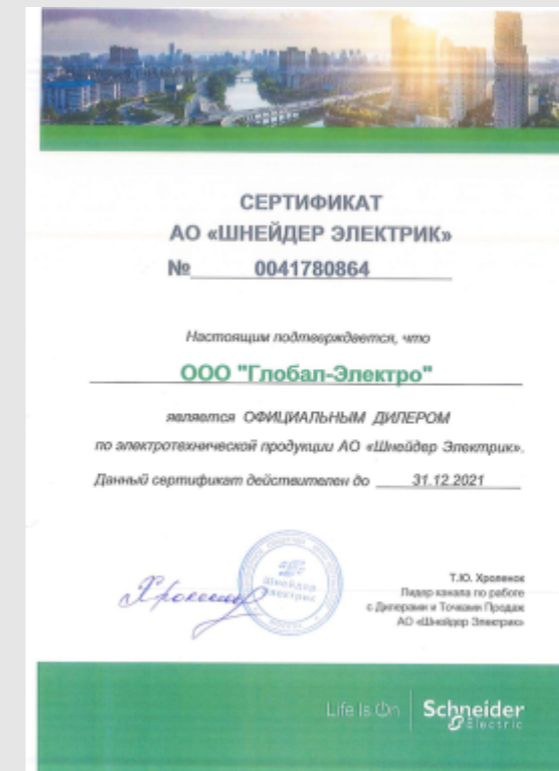 СЕРТИФИКАТ
АО «ШНЕЙДЕР ЭЛЕКТРИК»
№ 0041780864
Настоящим подтверждается, что
ООО "Глобал-Электро"
является ОФИЦИАЛЬНЫМ ДИЛЕРОМ
по электротехнической продукции АО «Шнейдер Электрик».
Данный сертификат действителен до 31.12.2021
Шнейдер
Электрик
Т.Ю. Хропенок
Лидер канала по работе
с Дилерами и Точками Продаж
АО «Шнейдер Электрик»
Life Is On
Schneider
Electric